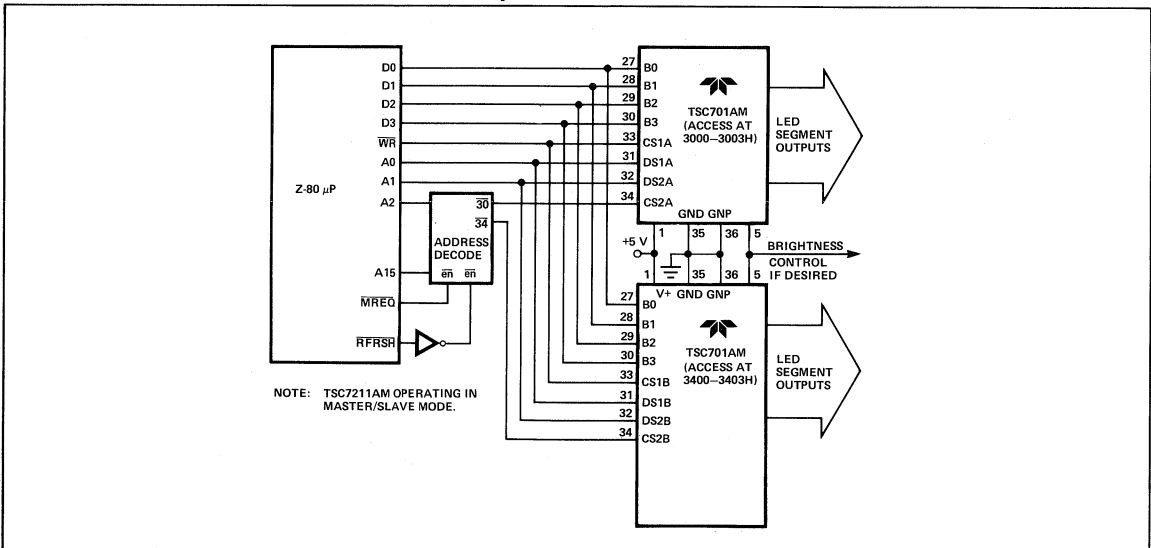 Z-80 μP
D0
D1
D2
D3
WR
A0
A1
A2
A15
MREQ
RFRSH
30
34
ADDRESS
DECODE
en en
27 B0
28 B1
29 B2
30 B3
33 CS1A
31 DS1A
32 DS2A
34 CS2A
TSC701AM
(ACCESS AT
3000–3003H)
GND GNP
LED
SEGMENT
OUTPUTS
1 35 36 5
+5 V
BRIGHTNESS
CONTROL
IF DESIRED
1 35 36 5
V+ GND GNP
27 B0
28 B1
29 B2
30 B3
33 CS1B
31 DS1B
32 DS2B
34 CS2B
TSC701AM
(ACCESS AT
3400–3403H)
LED
SEGMENT
OUTPUTS
NOTE: TSC7211AM OPERATING IN
MASTER/SLAVE MODE.